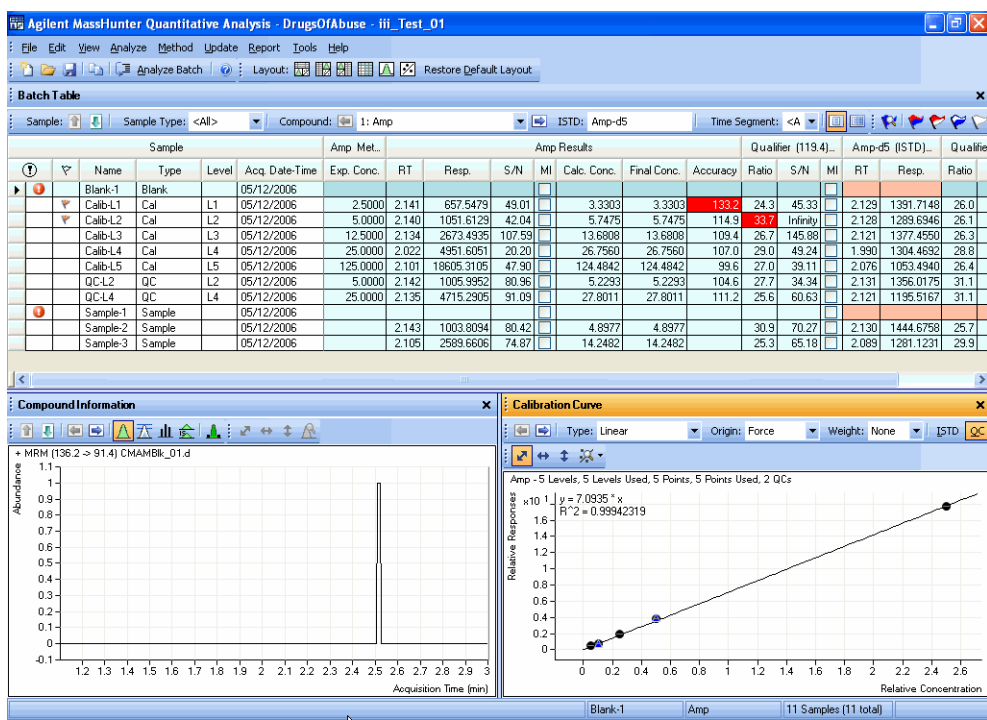 Agilent MassHunter Quantitative Analysis - DrugsOfAbuse - iii_Test_01
File Edit View Analyze Method Update Report Tools Help
Analyze Batch Layout: Restore Default Layout
Batch Table
Sample: Sample Type: <All> Compound: 1: Amp ISTD: Amp-d5 Time Segment: <A
Sample Amp Met... Amp Results Qualifier (119.4)... Amp-d5 (ISTD)... Qualifie
Name Type Level Acq. Date-Time Exp. Conc. RT Resp. S/N MI Calc. Conc. Final Conc. Accuracy Ratio S/N MI RT Resp. Ratio
Blank-1 Blank 05/12/2006
Calib-L1 Cal L1 05/12/2006 2.5000 2.141 657.5479 49.01 3.3303 3.3303 133.2 24.3 45.33 2.129 1391.7148 26.0
Calib-L2 Cal L2 05/12/2006 5.0000 2.140 1051.6129 42.04 5.7475 5.7475 114.9 33.7 Infinity 2.128 1289.6946 26.1
Calib-L3 Cal L3 05/12/2006 12.5000 2.134 2673.4935 107.59 13.6808 13.6808 109.4 26.7 145.88 2.121 1377.4550 26.3
Calib-L4 Cal L4 05/12/2006 25.0000 2.022 4951.6051 20.20 26.7560 26.7560 107.0 29.0 49.24 1.990 1304.4692 28.8
Calib-L5 Cal L5 05/12/2006 125.0000 2.101 18605.3105 47.90 124.4842 124.4842 99.6 27.0 39.11 2.076 1053.4940 26.4
QC-L2 QC L2 05/12/2006 5.0000 2.142 1005.9952 80.96 5.2293 5.2293 104.6 27.7 34.34 2.131 1356.0175 31.1
QC-L4 QC L4 05/12/2006 25.0000 2.135 4715.2905 91.09 27.8011 27.8011 111.2 25.6 60.63 2.121 1195.5167 31.1
Sample-1 Sample 05/12/2006
Sample-2 Sample 05/12/2006 2.143 1003.8094 80.42 4.8977 4.8977 30.9 70.27 2.130 1444.6758 25.7
Sample-3 Sample 05/12/2006 2.105 2589.6606 74.87 14.2482 14.2482 25.3 65.18 2.089 1281.1231 29.9
Compound Information
+ MRM (136.2 -> 91.4) CMAMBlk_01.d
Abundance
1.1
1
0.9
0.8
0.7
0.6
0.5
0.4
0.3
0.2
0.1
0
-0.1
1.2 1.3 1.4 1.5 1.6 1.7 1.8 1.9 2 2.1 2.2 2.3 2.4 2.5 2.6 2.7 2.8 2.9 3
Acquisition Time (min)
Calibration Curve
Type: Linear Origin: Force Weight: None ISTD QC
Amp - 5 Levels, 5 Levels Used, 5 Points, 5 Points Used, 2 QCs
Relative Responses
x10 1
y = 7.0935 * x
R^2 = 0.99942319
1.6
1.4
1.2
1
0.8
0.6
0.4
0.2
0
0 0.2 0.4 0.6 0.8 1 1.2 1.4 1.6 1.8 2 2.2 2.4 2.6
Relative Concentration
Blank-1 Amp 11 Samples (11 total)